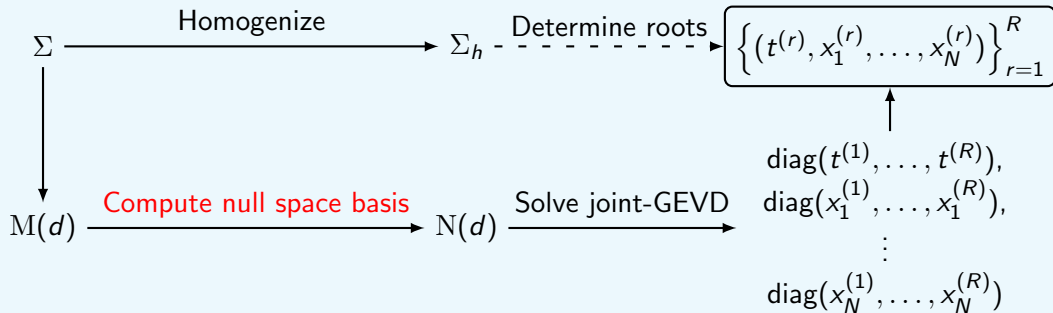 Σ Homogenize Σ_h Determine roots {(t^{(r)}, x_1^{(r)}, …, x_N^{(r)})}_{r=1}^{R}
diag(t^{(1)}, …, t^{(R)}),
M(d) Compute null space basis N(d) Solve joint-GEVD diag(x_1^{(1)}, …, x_1^{(R)}),
⋮
diag(x_N^{(1)}, …, x_N^{(R)})